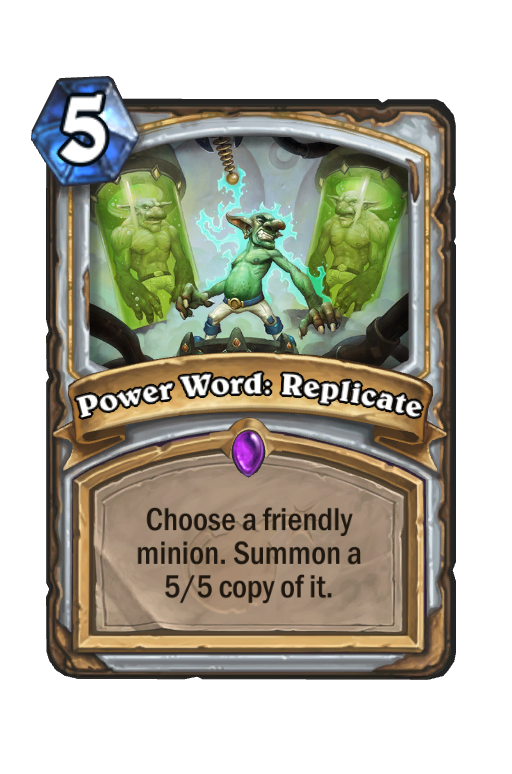 5
Power Word: Replicate
Choose a friendly
minion. Summon a
5/5 copy of it.